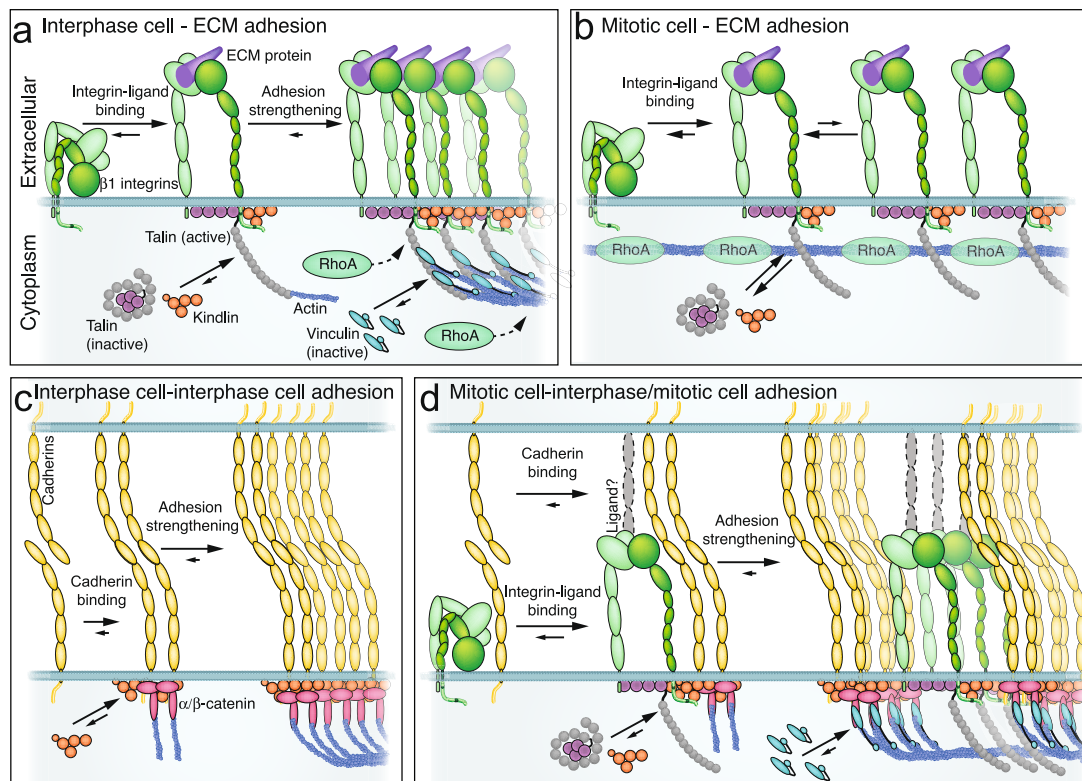 a Interphase cell - ECM adhesion
ECM protein
Integrin-ligand
binding
Adhesion
strengthening
Extracellular
β1 integrins
Cytoplasm
Talin (active)
RhoA
Talin
(inactive)
Kindlin
Actin
Vinculin
(inactive)
RhoA
b Mitotic cell - ECM adhesion
Integrin-ligand
binding
RhoA
RhoA
RhoA
RhoA
c Interphase cell-interphase cell adhesion
Cadherins
Adhesion
strengthening
Cadherin
binding
α/β-catenin
d Mitotic cell-interphase/mitotic cell adhesion
Cadherin
binding
Ligand?
Adhesion
strengthening
Integrin-ligand
binding